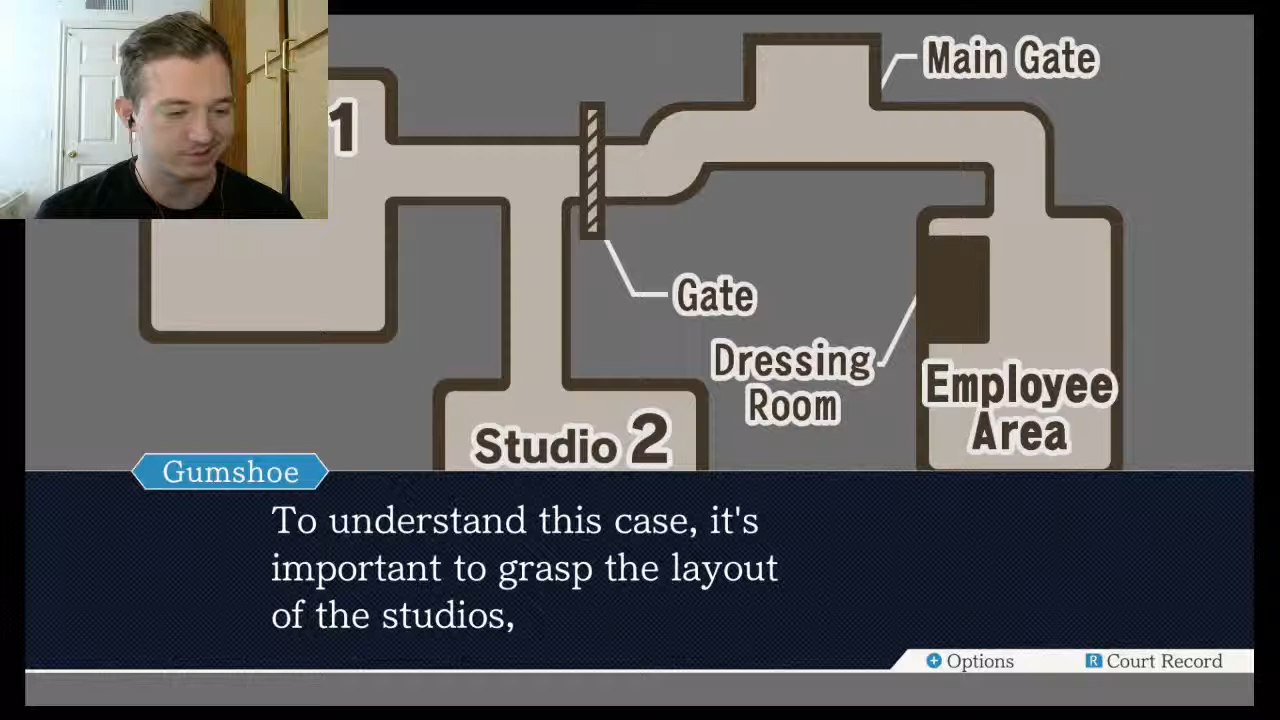 Main Gate
1
Gate
Dressing
Room
Employee
Area
Studio 2
Gumshoe
To understand this case, it's
important to grasp the layout
of the studios,
+ Options
R Court Record